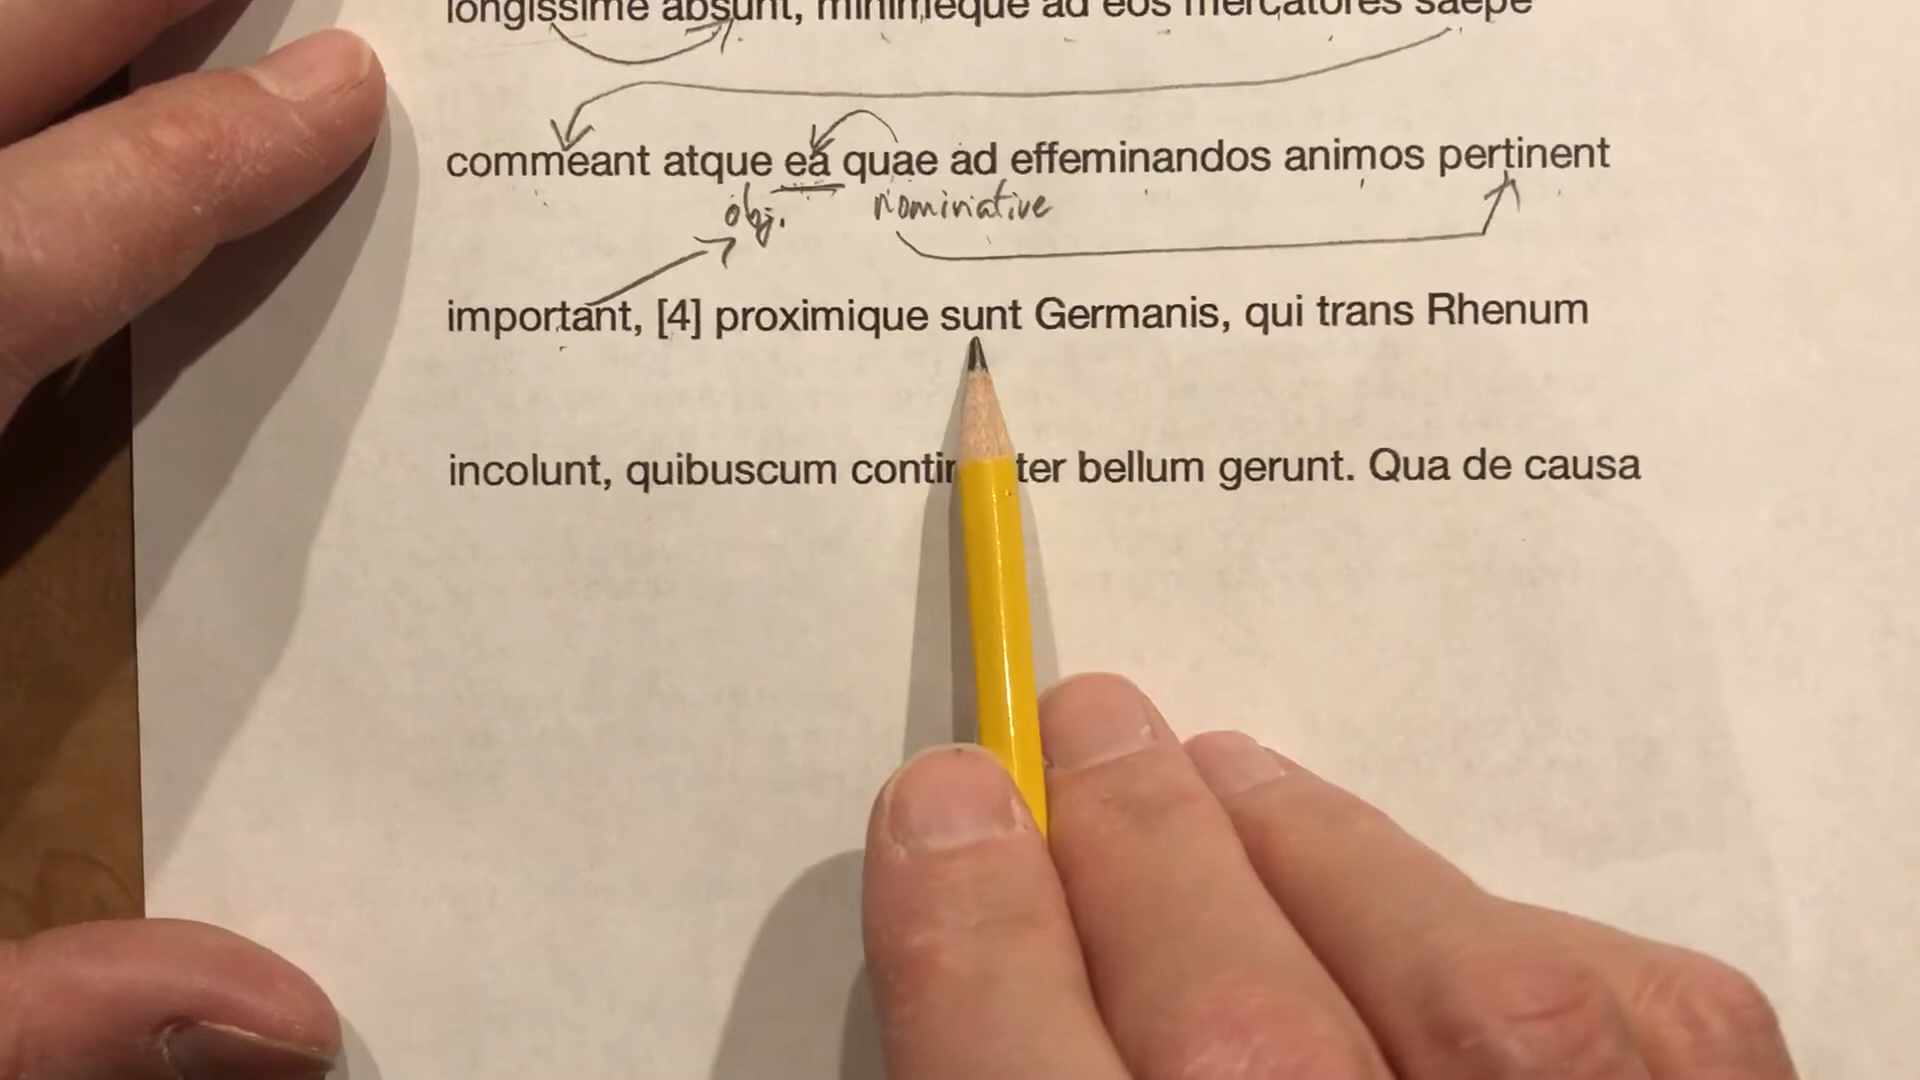 longissime absunt, minimeque ad eos mercatores saepe
commeant atque ea quae ad effeminandos animos pertinent
obj. nominative
important, [4] proximique sunt Germanis, qui trans Rhenum
incolunt, quibuscum contin ter bellum gerunt. Qua de causa